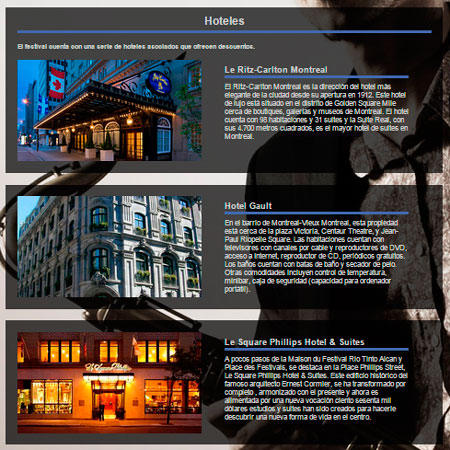 Hoteles
El festival cuenta con una serie de hoteles asociados que ofrecen descuentos.
Le Ritz-Carlton Montreal
El Ritz-Carlton Montreal es la dirección del hotel más
elegante de la ciudad desde su apertura en 1912. Este hotel
de lujo está situado en el distrito de Golden Square Mille
cerca de boutiques, galerías y museos de Montreal. El hotel
cuenta con 98 habitaciones y 31 suites y la Suite Real, con
sus 4.700 metros cuadrados, es el mayor hotel de suites en
Montreal.
Hotel Gault
En el barrio de Montreal-Vieux Montreal, esta propiedad
está cerca de la plaza Victoria, Centaur Theatre, y Jean-
Paul Riopelle Square. Las habitaciones cuentan con
televisores con canales por cable y reproductores de DVD,
acceso a Internet, reproductor de CD, periódicos gratuitos.
Los baños cuentan con batas de baño y secador de pelo.
Otras comodidades incluyen control de temperatura,
minibar, caja de seguridad (capacidad para ordenador
portátil).
Le Square Phillips Hotel & Suites
A pocos pasos de la Maison du Festival Rio Tinto Alcan y
Place des Festivals, se destaca en la Place Phillips Street,
Le Square Phillips Hotel & Suites. Este edificio histórico del
famoso arquitecto Ernest Cormier, se ha transformado por
completo , armonizado con el presente y ahora es
alimentada por una nueva vocación ciento sesenta mil
dólares estudios y suites han sido creados para hacerle
descubrir una nueva forma de vida en el centro.